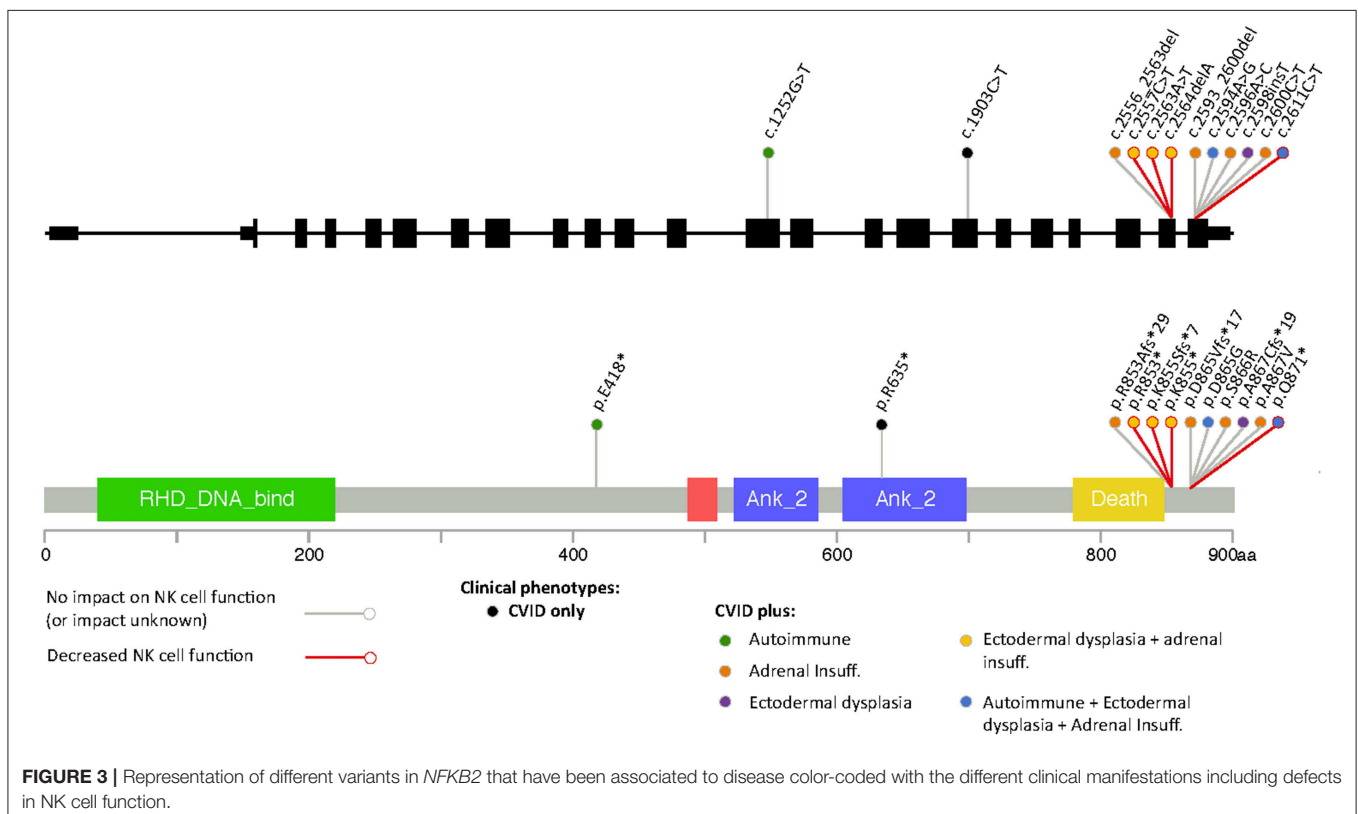 c.1252G>T
c.1903C>T
c.2556_2563del
c.2557C>T
c.2563A>T
c.2564delA
c.2593_2600del
c.2594A>G
c.2596A>C
c.2598insT
c.2600C>T
c.2611C>T
p.E418*
p.R635*
p.R853Afs*29
p.R853*
p.K855Sfs*7
p.K855*
p.D865Vfs*17
p.D865G
p.S866R
p.A867Cfs*19
p.A867V
p.Q871*
RHD_DNA_bind
Ank_2
Ank_2
Death
0
200
400
600
800
900aa
No impact on NK cell function
(or impact unknown)
Decreased NK cell function
Clinical phenotypes:
CVID only
CVID plus:
Autoimmune
Adrenal Insuff.
Ectodermal dysplasia
Ectodermal dysplasia + adrenal
insuff.
Autoimmune + Ectodermal
dysplasia + Adrenal Insuff.
FIGURE 3 | Representation of different variants in NFKB2 that have been associated to disease color-coded with the different clinical manifestations including defects
in NK cell function.